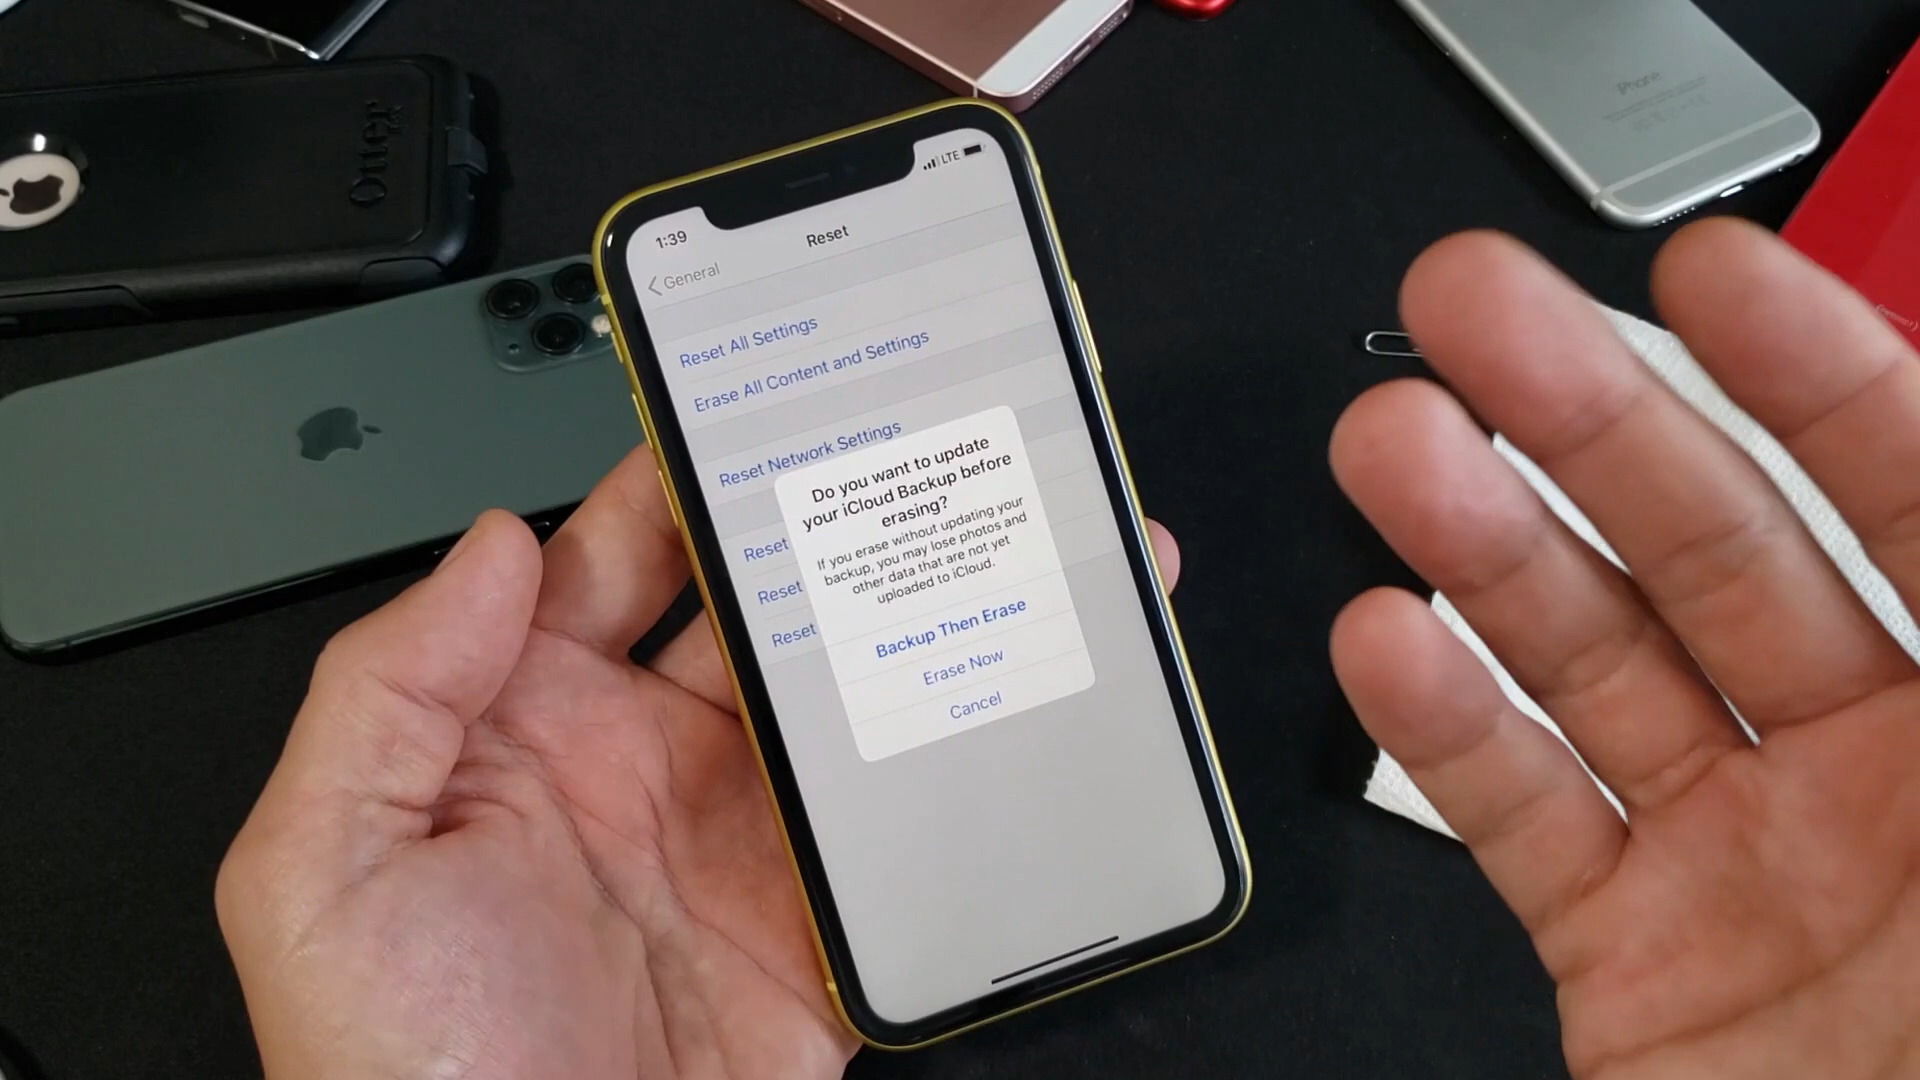 Otter
iPhone
LTE
1:39
Reset
General
Reset All Settings
Erase All Content and Settings
Reset Network Settings
Reset
Reset
Reset
Do you want to update
your iCloud Backup before
erasing?
If you erase without updating your
backup, you may lose photos and
other data that are not yet
uploaded to iCloud.
Backup Then Erase
Erase Now
Cancel